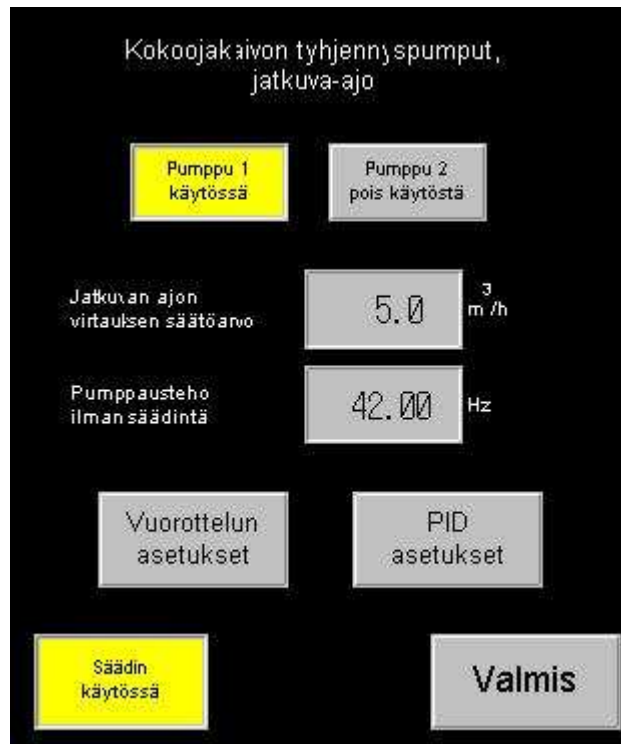 Kokoojakaivon tyhjennyspumput,
jatkuva-ajo
Pumppu 1
käytössä
Pumppu 2
pois käytöstä
Jatkuvan ajon
virtauksen säätöarvo
5.0
m³/h
Pumppausteho
ilman säädintä
42.00
Hz
Vuorottelun
asetukset
PID
asetukset
Säädin
käytössä
Valmis